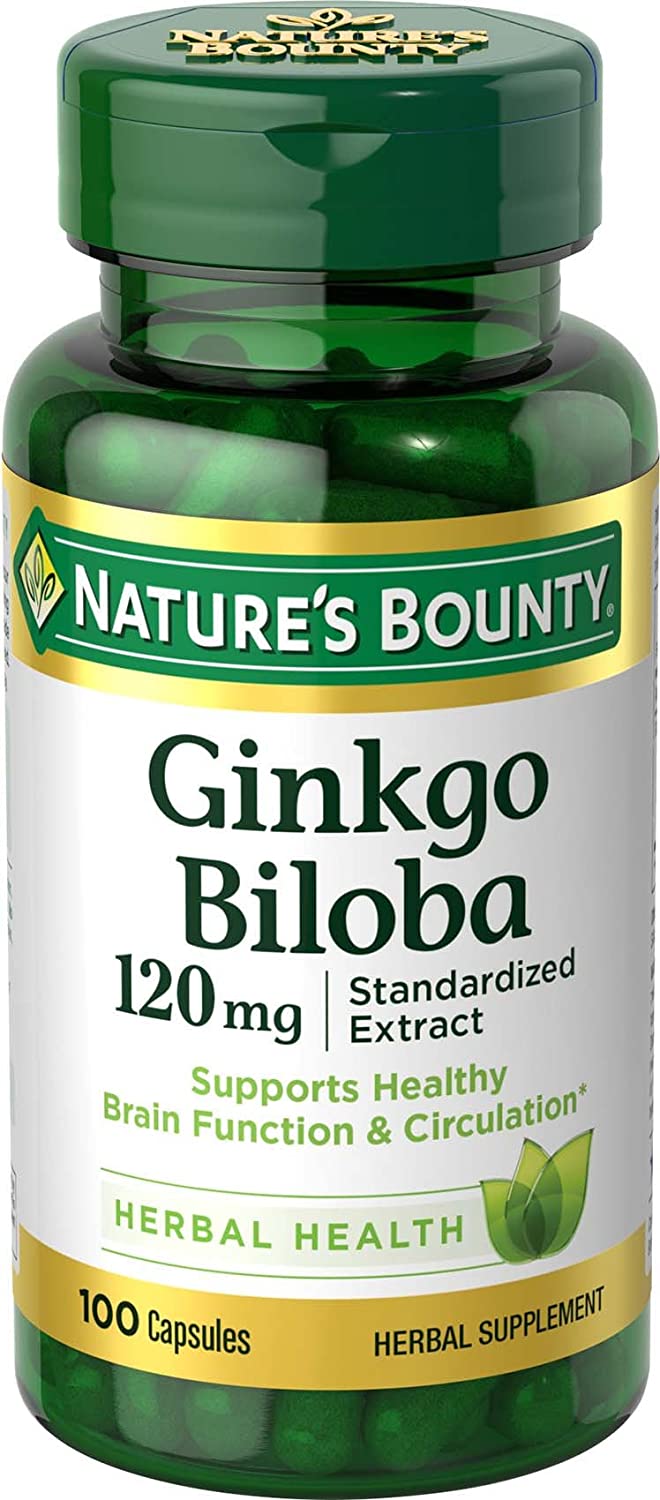 NATURE'S
BOUNTY
NATURE'S BOUNTY®
Ginkgo
Biloba
120 mg
Standardized
Extract
Supports Healthy
Brain Function & Circulation*
HERBAL HEALTH
100 Capsules
HERBAL SUPPLEMENT